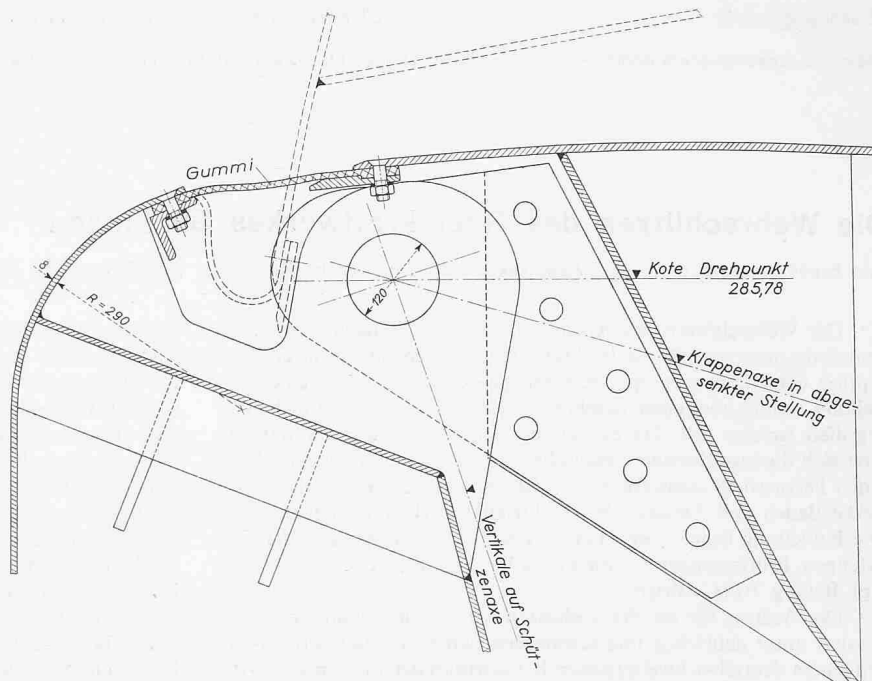 Gummi
8
R = 290
120
Kote Drehpunkt
285,78
Klappenaxe in abge-
senkter Stellung
Vertikale auf Schüt-
zenaxe